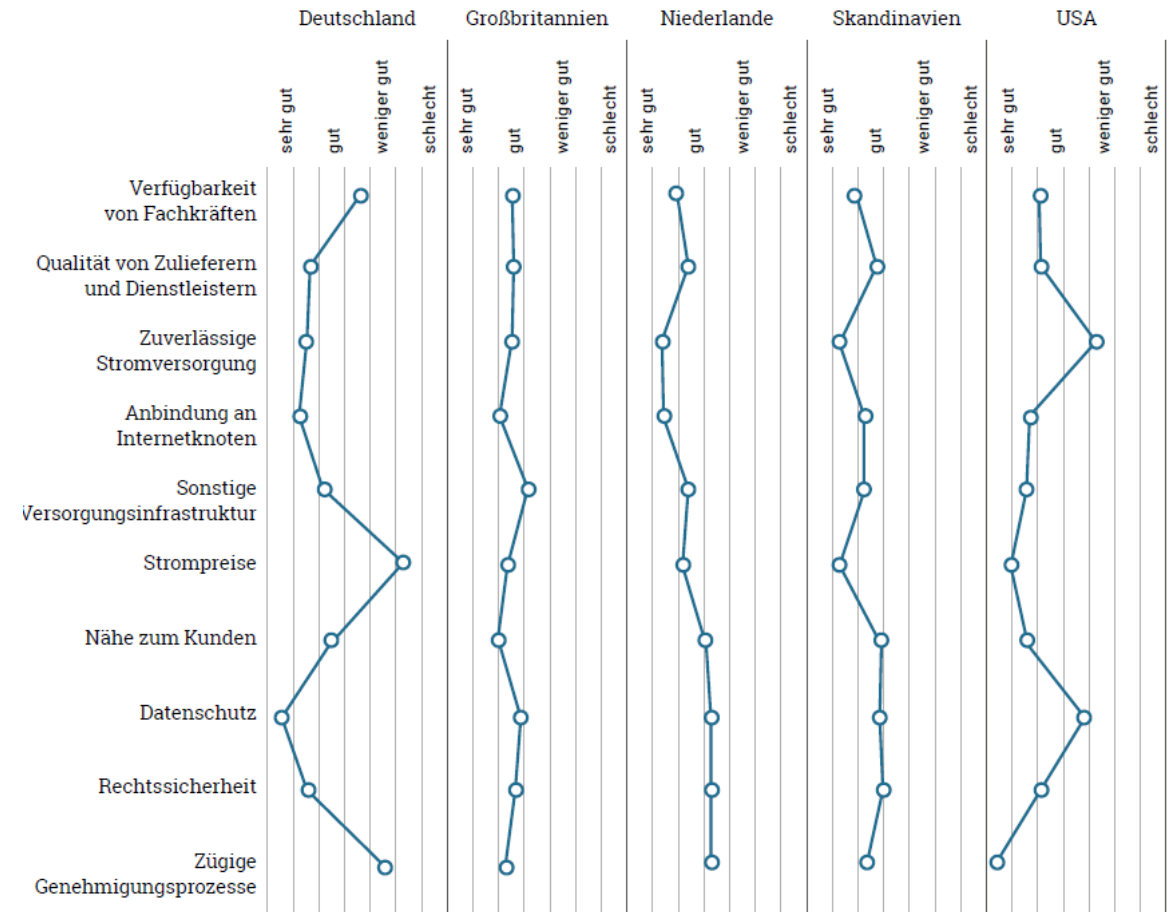 Deutschland
Großbritannien
Niederlande
Skandinavien
USA
sehr gut
gut
weniger gut
schlecht
sehr gut
gut
weniger gut
schlecht
sehr gut
gut
weniger gut
schlecht
sehr gut
gut
weniger gut
schlecht
sehr gut
gut
weniger gut
schlecht
Verfügbarkeit
von Fachkräften
Qualität von Zulieferern
und Dienstleistern
Zuverlässige
Stromversorgung
Anbindung an
Internetknoten
Sonstige
Versorgungsinfrastruktur
Strompreise
Nähe zum Kunden
Datenschutz
Rechtssicherheit
Zügige
Genehmigungsprozesse